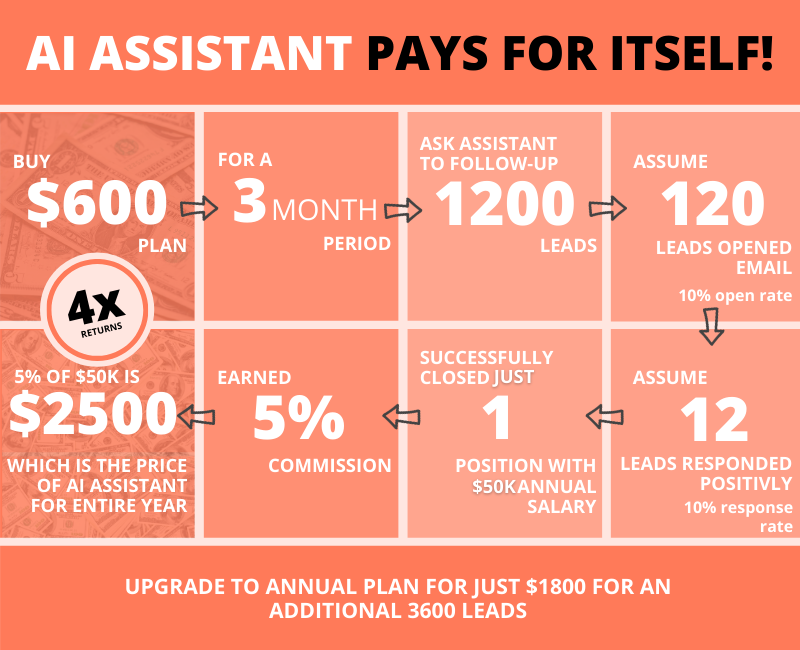 AI ASSISTANT PAYS FOR ITSELF!
BUY
$600
PLAN
FOR A
3 MONTH
PERIOD
ASK ASSISTANT
TO FOLLOW-UP
1200
LEADS
ASSUME
120
LEADS OPENED
EMAIL
10% open rate
ASSUME
12
LEADS RESPONDED
POSITIVLY
10% response
rate
SUCCESSFULLY
CLOSED JUST
1
POSITION WITH
$50K ANNUAL
SALARY
EARNED
5%
COMMISSION
4x
RETURNS
5% OF $50K IS
$2500
WHICH IS THE PRICE
OF AI ASSISTANT
FOR ENTIRE YEAR
UPGRADE TO ANNUAL PLAN FOR JUST $1800 FOR AN
ADDITIONAL 3600 LEADS